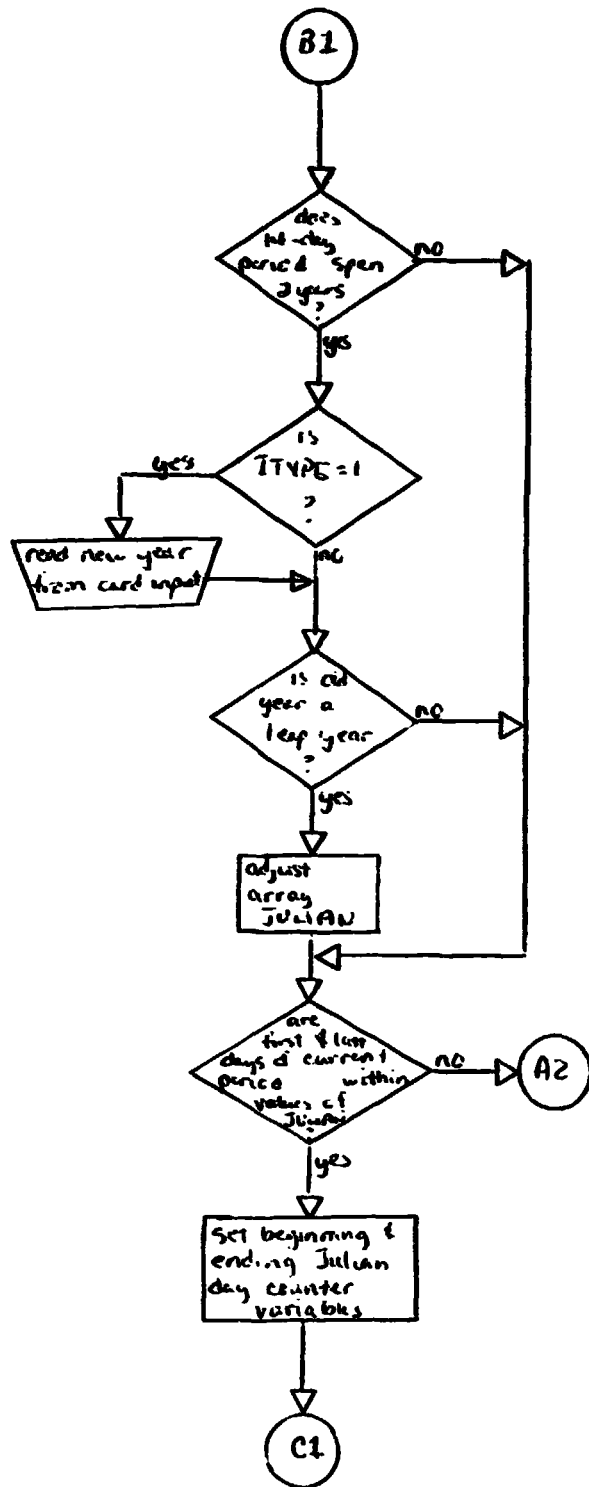 B1
does
14-day
period span
2 years
?
no
yes
is
ITYPE=1
?
yes
no
read new year
from card input
Is old
year a
leap year
?
no
yes
adjust
array
JULIAN
are
first & last
days of current
period within
values of
JULIAN
?
no
A2
yes
set beginning &
ending Julian
day counter
variables
C1